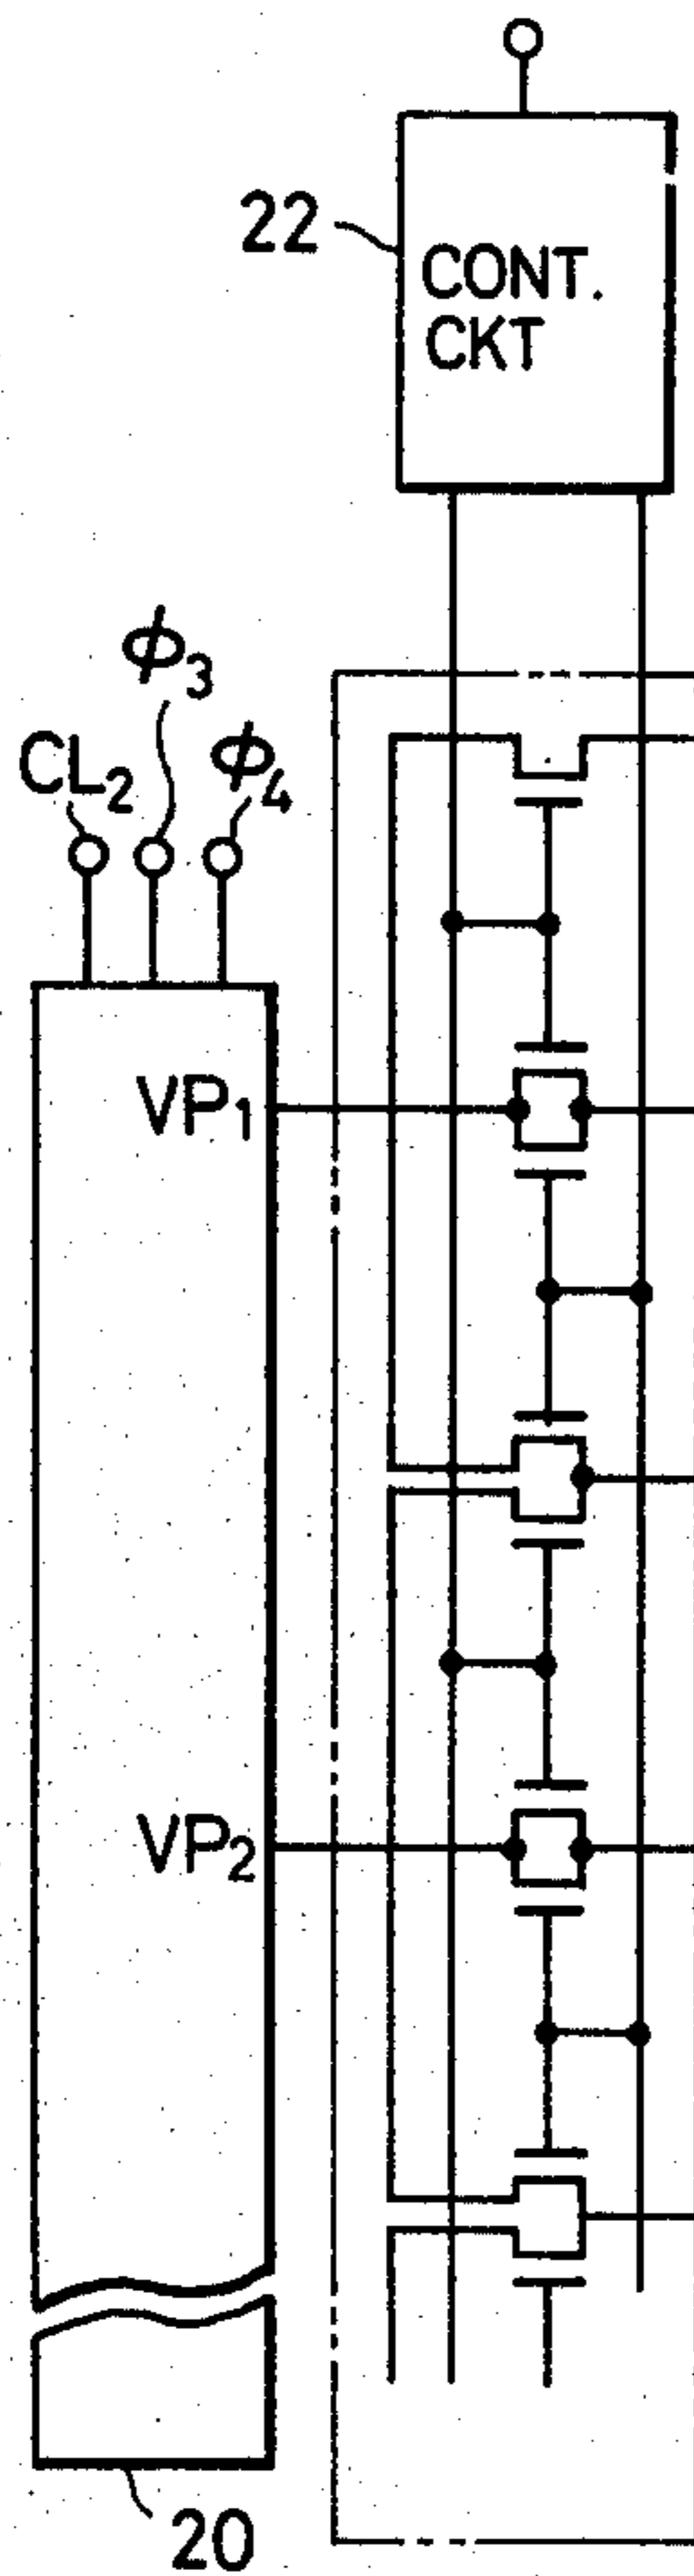 22
CONT.
CKT
ϕ₃
CL₂
ϕ₄
VP₁
VP₂
20